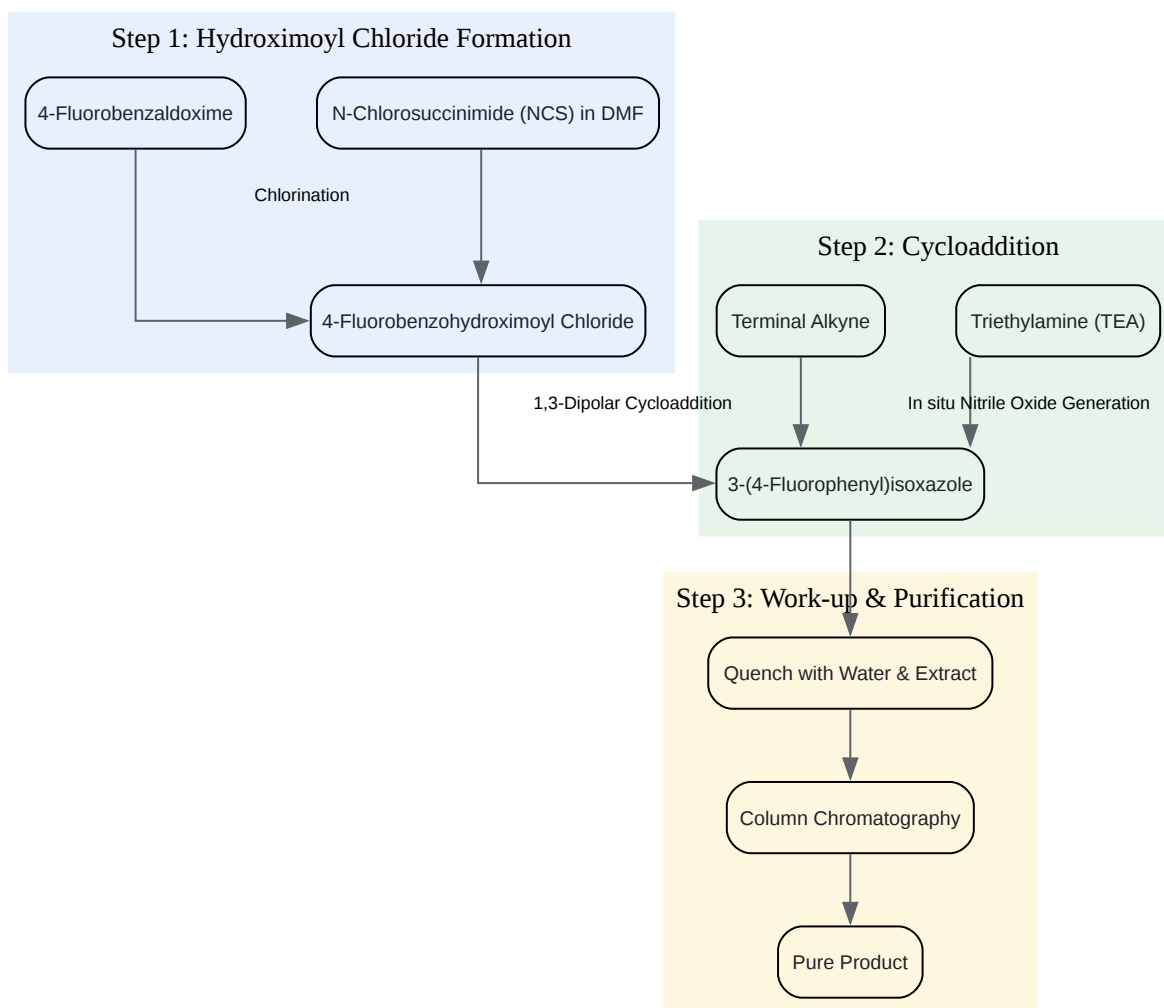 Step 1: Hydroximoyl Chloride Formation
4-Fluorobenzaldoxime
N-Chlorosuccinimide (NCS) in DMF
Chlorination
4-Fluorobenzohydroximoyl Chloride
Step 2: Cycloaddition
Terminal Alkyne
Triethylamine (TEA)
1,3-Dipolar Cycloaddition
In situ Nitrile Oxide Generation
3-(4-Fluorophenyl)isoxazole
Step 3: Work-up & Purification
Quench with Water & Extract
Column Chromatography
Pure Product